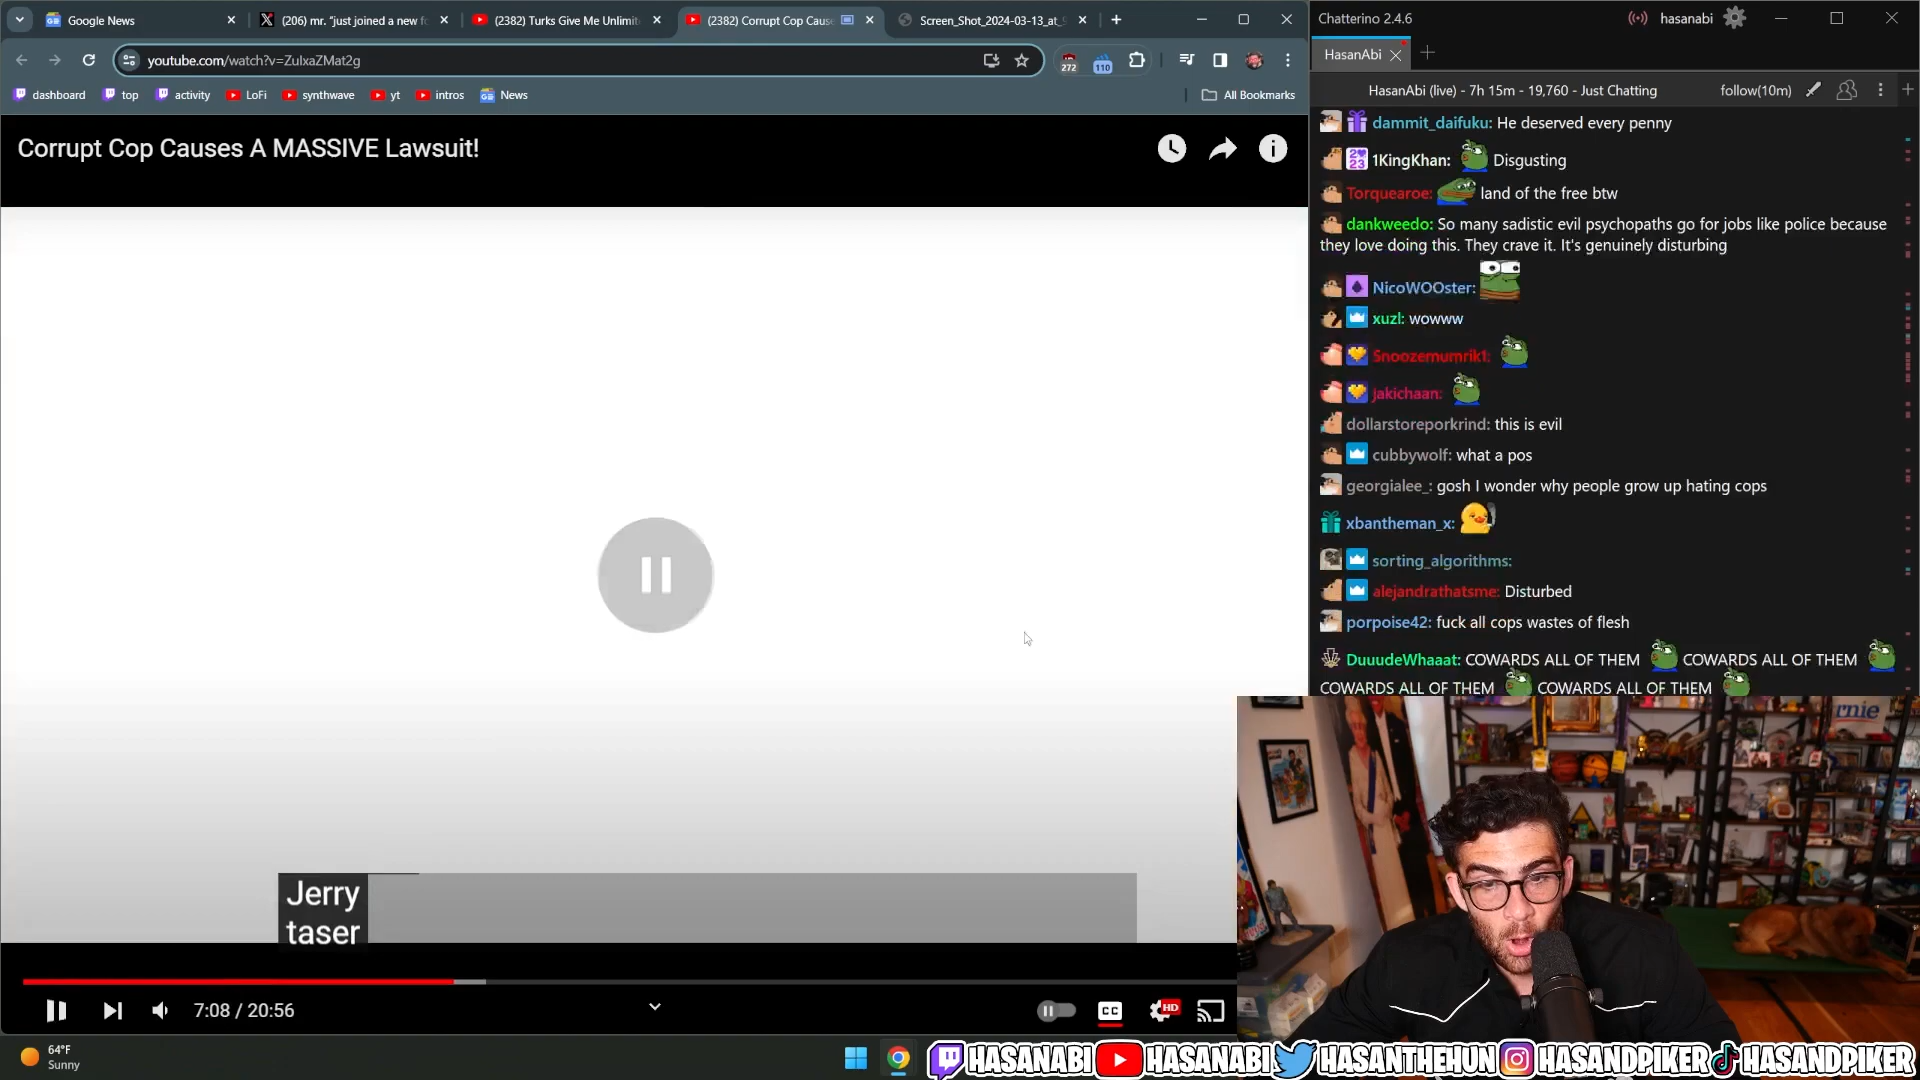 Google News
(206) mr. "just joined a new fo
(2382) Turks Give Me Unlimit
(2382) Corrupt Cop Cause
Screen_Shot_2024-03-13_at_
youtube.com/watch?v=ZulxaZMat2g
272
110
dashboard
top
activity
LoFi
synthwave
yt
intros
News
All Bookmarks
Corrupt Cop Causes A MASSIVE Lawsuit!
Jerry
taser
7:08 / 20:56
CC
HD
64°F
Sunny
Chatterino 2.4.6
hasanabi
HasanAbi
HasanAbi (live) - 7h 15m - 19,760 - Just Chatting
follow(10m)
dammit_daifuku: He deserved every penny
1KingKhan: Disgusting
Torquearoe: land of the free btw
dankweedo: So many sadistic evil psychopaths go for jobs like police because
they love doing this. They crave it. It's genuinely disturbing
NicoWOOster:
xuzl: wowww
Snoozemumrik1:
jakichaan:
dollarstoreporkrind: this is evil
cubbywolf: what a pos
georgialee_: gosh I wonder why people grow up hating cops
xbantheman_x:
sorting_algorithms:
alejandrathatsme: Disturbed
porpoise42: fuck all cops wastes of flesh
DuuudeWhaaat: COWARDS ALL OF THEM COWARDS ALL OF THEM
COWARDS ALL OF THEM COWARDS ALL OF THEM
rnie
HASANABI HASANABI HASANTHEHUN HASANDPIKER HASANDPIKER